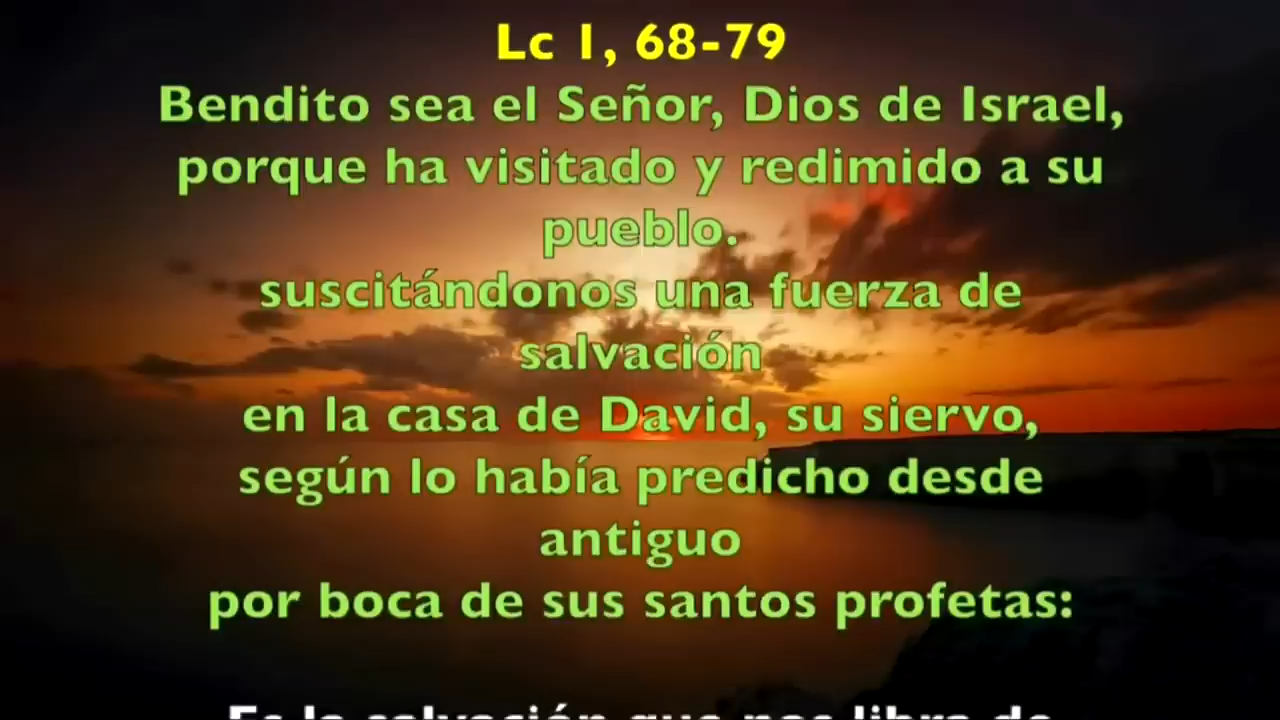 Lc 1, 68-79
Bendito sea el Señor, Dios de Israel,
porque ha visitado y redimido a su
pueblo.
suscitándonos una fuerza de
salvación
en la casa de David, su siervo,
según lo había predicho desde
antiguo
por boca de sus santos profetas:
Es la salvación que nos libra de